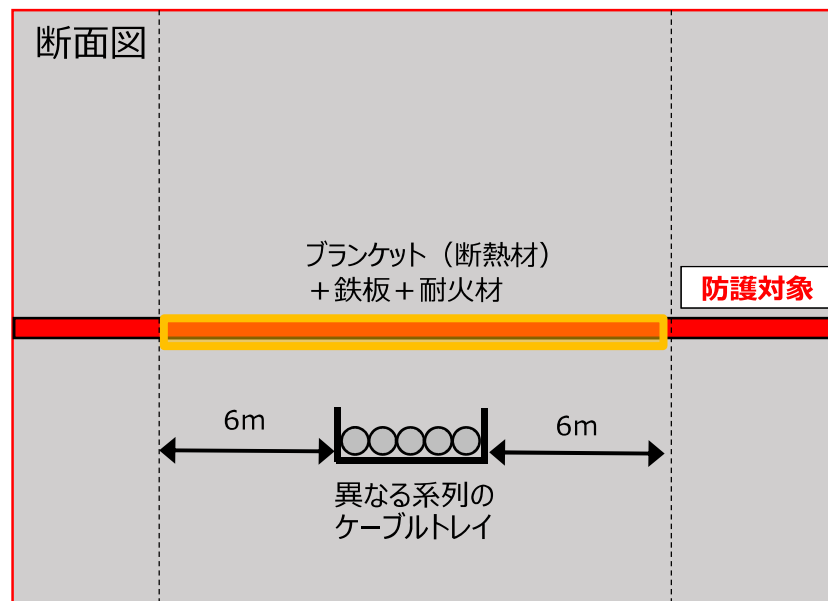 断面図
ブランケット（断熱材）
＋鉄板＋耐火材
防護対象
6m
6m
異なる系列の
ケーブルトレイ